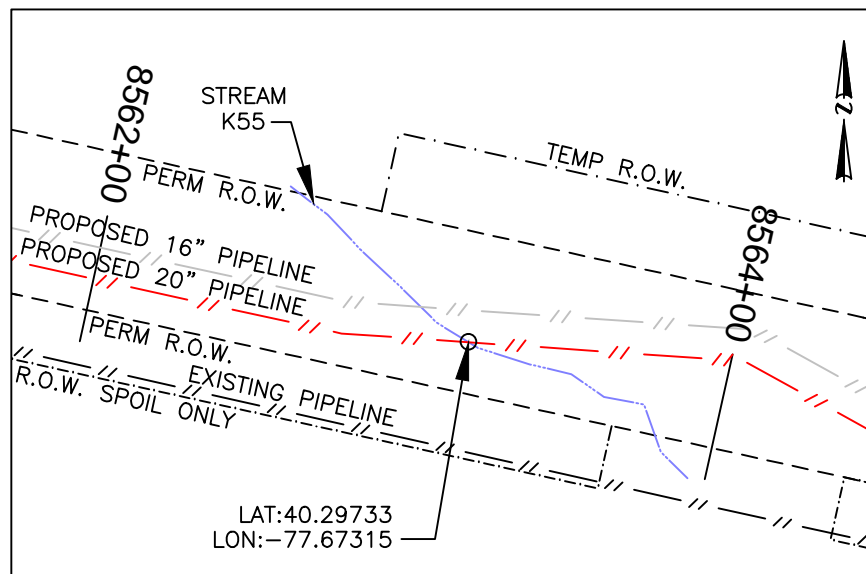 STREAM
K55
8562+00
PERM R.O.W.
TEMP R.O.W.
PROPOSED 16" PIPELINE
PROPOSED 20" PIPELINE
8564+00
PERM R.O.W.
EXISTING PIPELINE
R.O.W. SPOIL ONLY
LAT:40.29733
LON:-77.67315
N